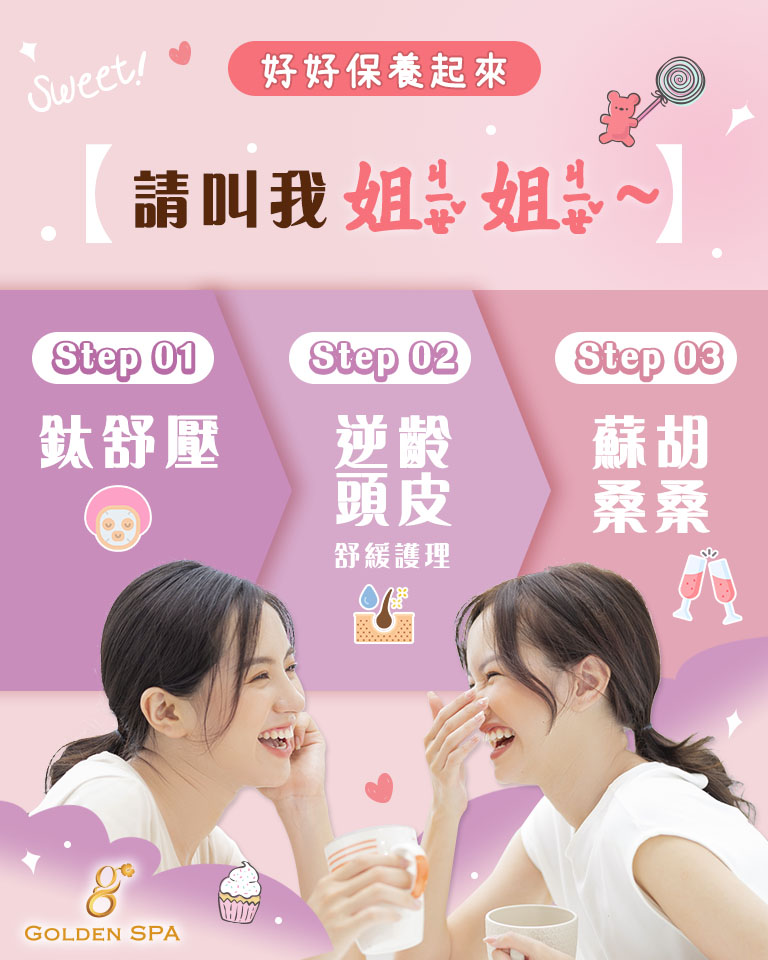 Sweet!
好好保養起來
【請叫我姐ㄐㄧㄝ姐ㄐㄧㄝ~】
Step 01
鈦舒壓
Step 02
逆齡
頭皮
舒緩護理
Step 03
蘇胡
桑桑
g
GOLDEN SPA